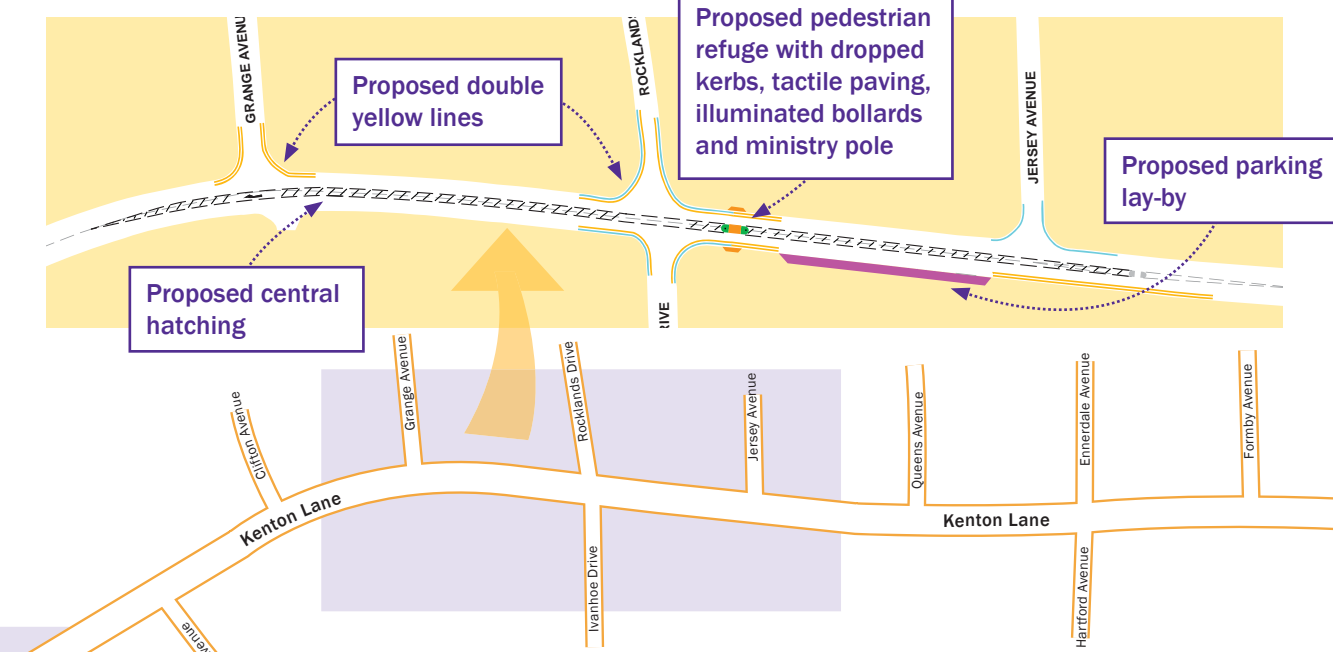 GRANGE AVENU
Proposed double
yellow lines
ROCKLAND
Proposed pedestrian
refuge with dropped
kerbs, tactile paving,
illuminated bollards
and ministry pole
JERSEY AVENUE
Proposed parking
lay-by
Proposed central
hatching
RIVE
Clifton Avenue
Grange Avenue
Rocklands Drive
Jersey Avenue
Queens Avenue
Ennerdale Avenue
Formby Avenue
Kenton Lane
Kenton Lane
Ivanhoe Drive
Hartford Avenue
venue